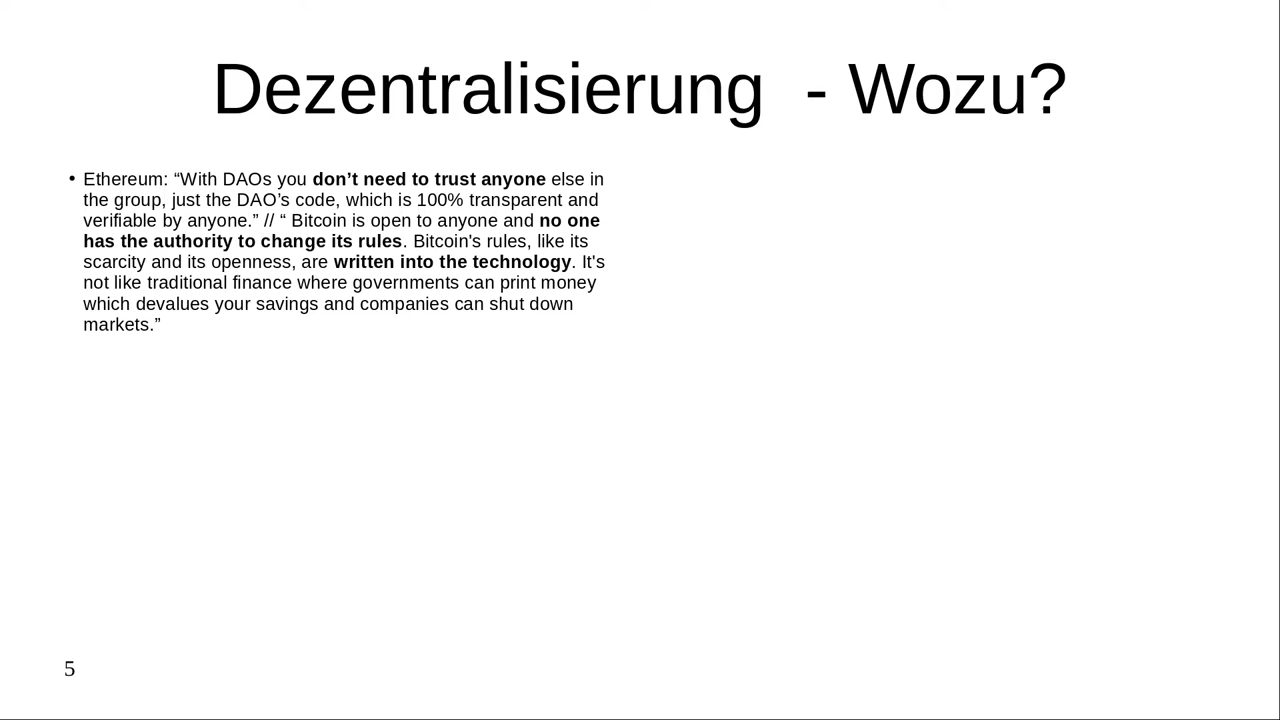 Dezentralisierung  - Wozu?
• Ethereum: “With DAOs you don’t need to trust anyone else in
the group, just the DAO’s code, which is 100% transparent and
verifiable by anyone.” // “ Bitcoin is open to anyone and no one
has the authority to change its rules. Bitcoin's rules, like its
scarcity and its openness, are written into the technology. It's
not like traditional finance where governments can print money
which devalues your savings and companies can shut down
markets.”
5